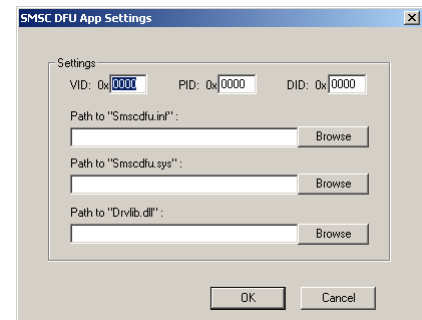 SMSC DFU App Settings
Settings
VID: 0x 0000 PID: 0x 0000 DID: 0x 0000
Path to "Smscdfu.inf" :
Browse
Path to "Smscdfu.sys" :
Browse
Path to "Drvlib.dll" :
Browse
OK Cancel